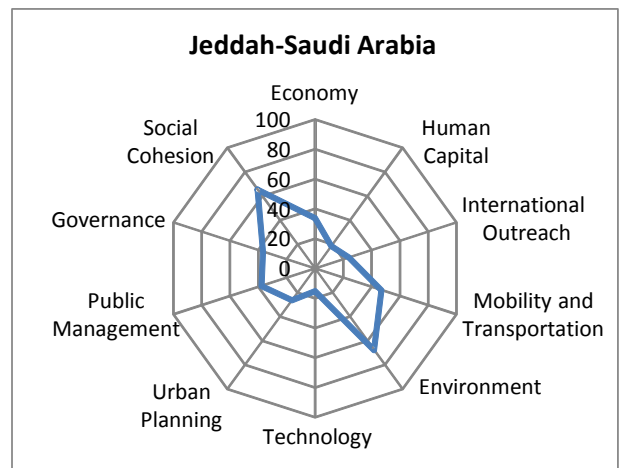 Jeddah-Saudi Arabia
Economy
Social
Cohesion
Human
Capital
100
80
60
40
20
0
Governance
International
Outreach
Public
Management
Mobility and
Transportation
Urban
Planning
Environment
Technology